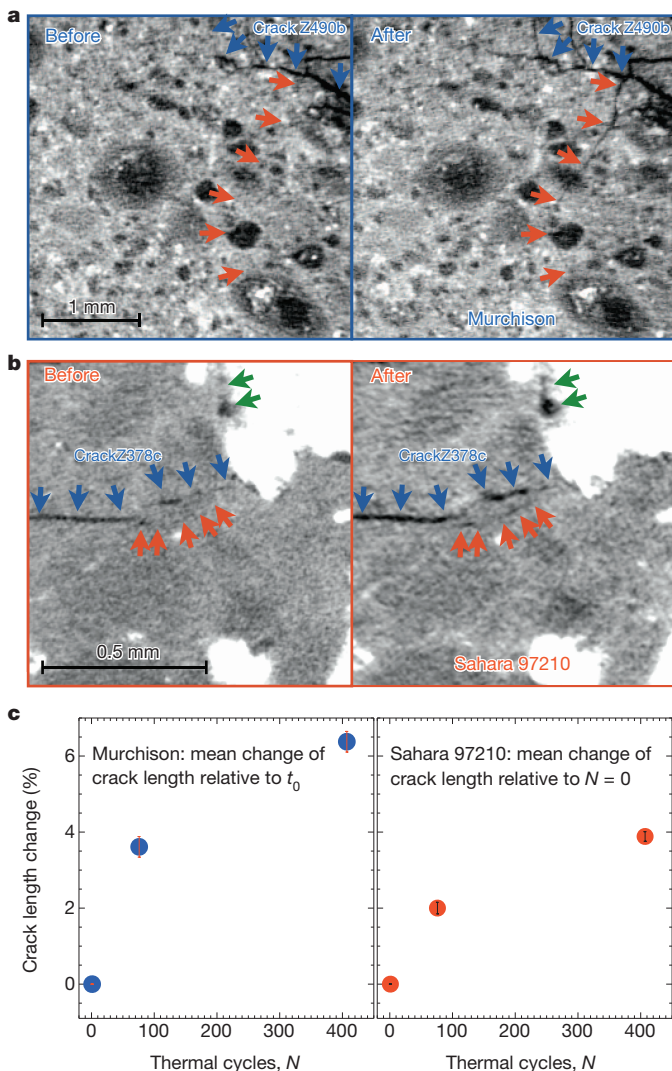 a
Before
Crack Z490b
After
Crack Z490b
1 mm
Murchison
b
Before
After
CrackZ378c
CrackZ378c
0.5 mm
Sahara 97210
c
Murchison: mean change of
crack length relative to t0
Sahara 97210: mean change of
crack length relative to N = 0
Crack length change (%)
6
4
2
0
0 100 200 300 400
0 100 200 300 400
Thermal cycles, N
Thermal cycles, N